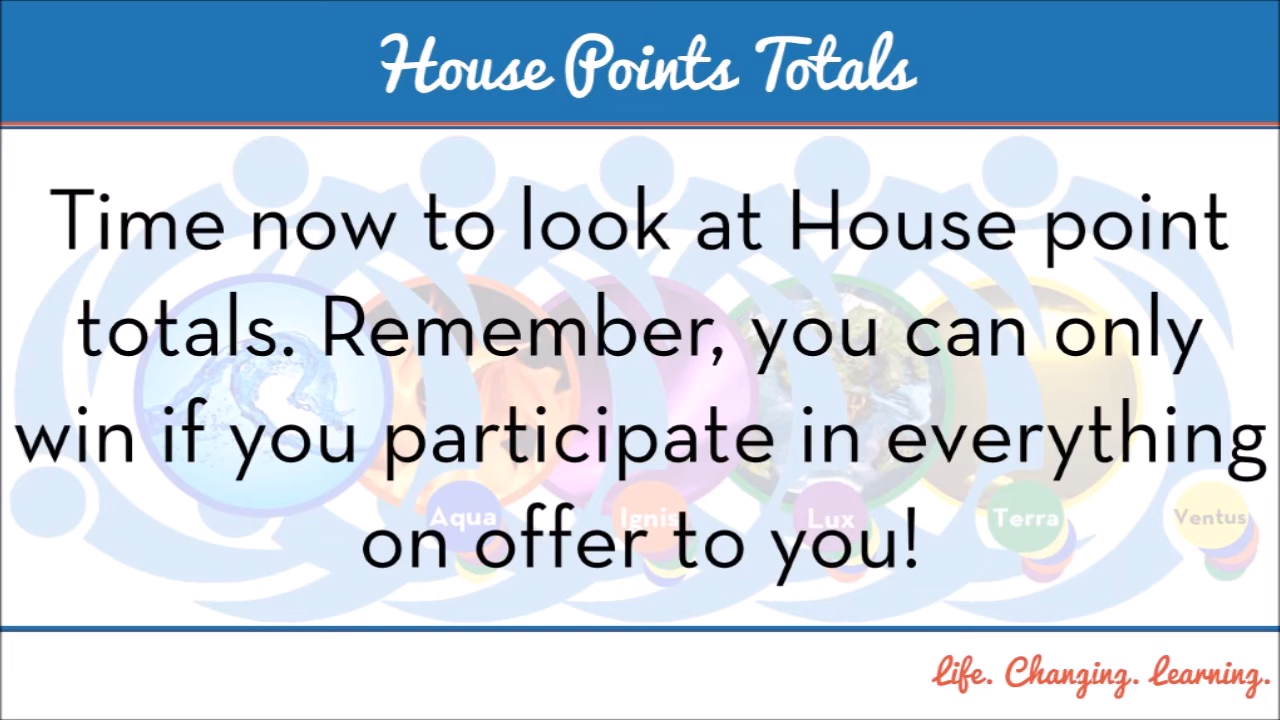 House Points Totals
Time now to look at House point
totals. Remember, you can only
win if you participate in everything
on offer to you!
Aqua
Ignis
Lux
Terra
Ventus
Life. Changing. Learning.